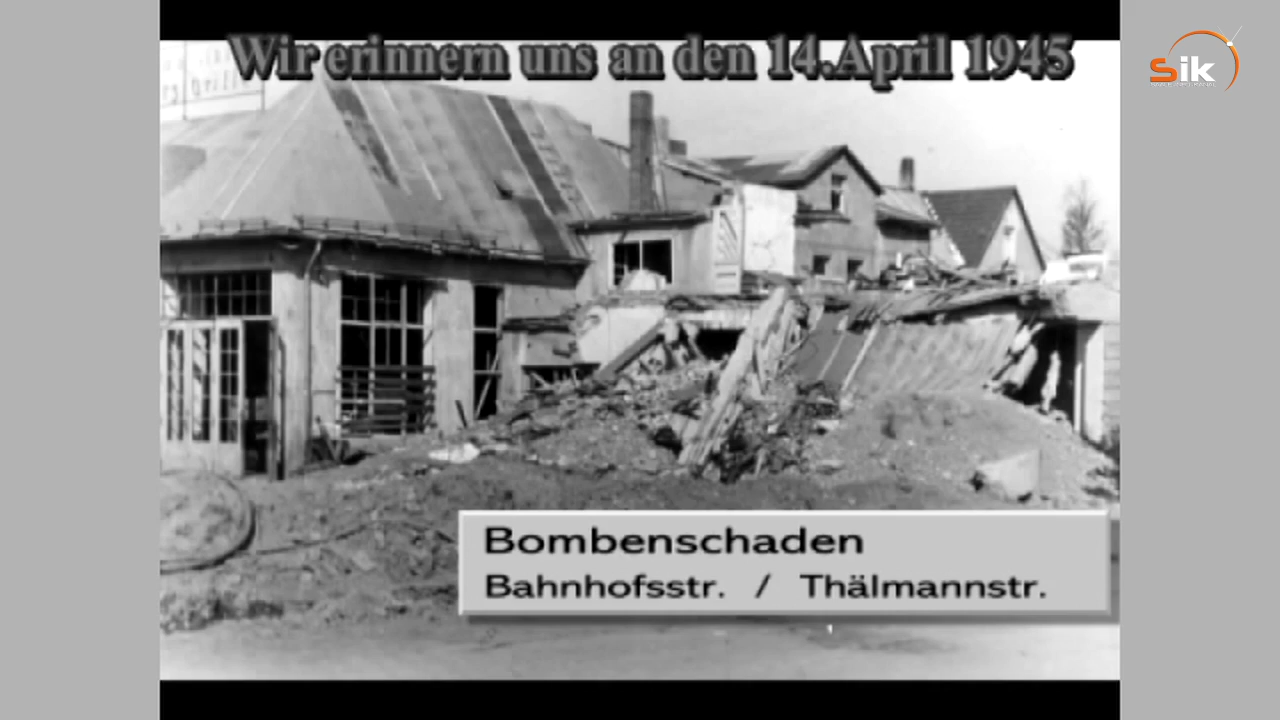 Wir erinnern uns an den 14.April 1945
sik
Bombenschaden
Bahnhofsstr. / Thälmannstr.